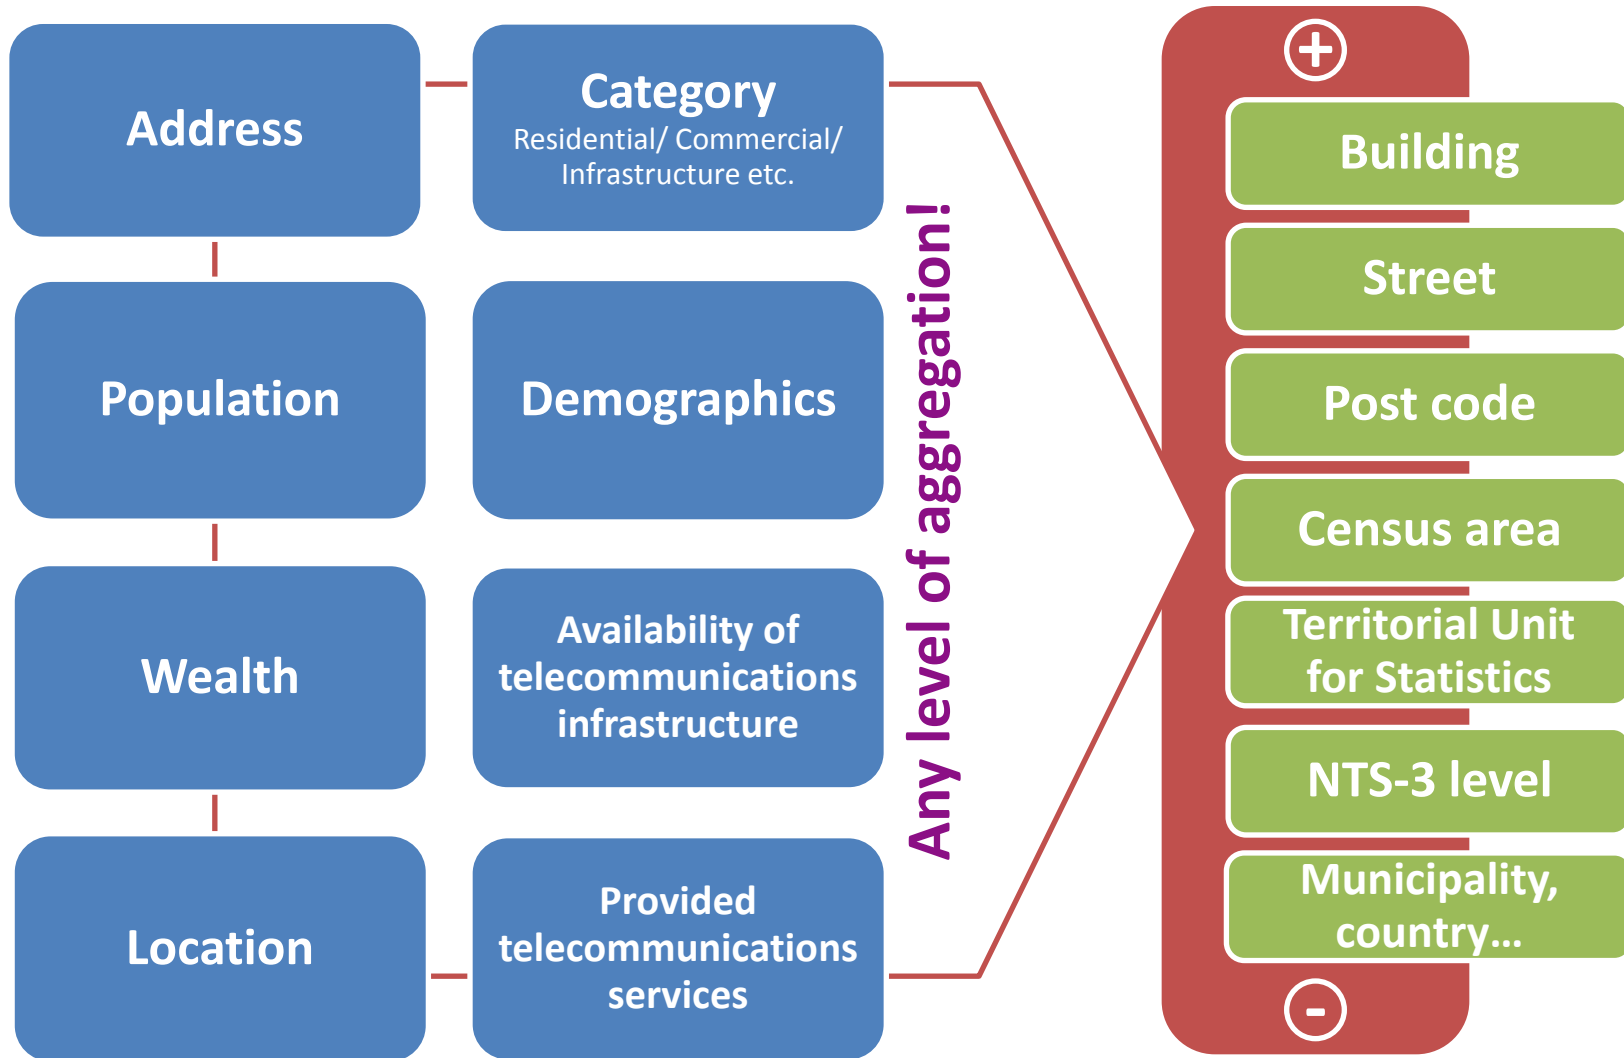 Address
Category
Residential/ Commercial/
Infrastructure etc.
Population
Demographics
Wealth
Availability of
telecommunications
infrastructure
Location
Provided
telecommunications
services
Any level of aggregation!
+
Building
Street
Post code
Census area
Territorial Unit
for Statistics
NTS-3 level
Municipality,
country...
-